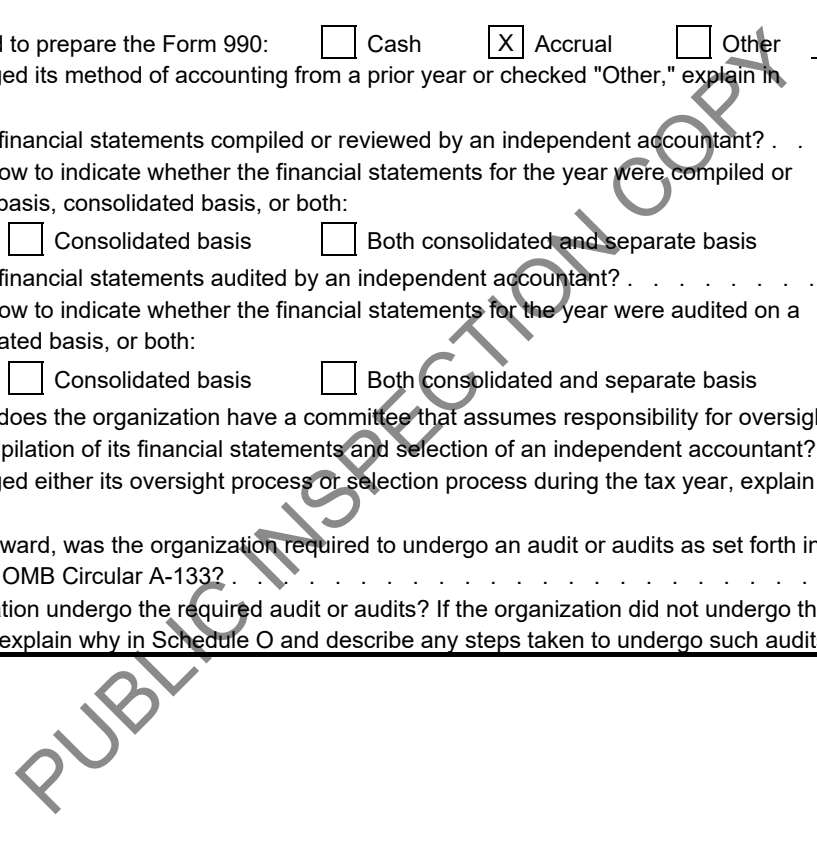 d to prepare the Form 990: Cash X Accrual Other
ged its method of accounting from a prior year or checked "Other," explain in
financial statements compiled or reviewed by an independent accountant? . .
ow to indicate whether the financial statements for the year were compiled or
basis, consolidated basis, or both:
Consolidated basis Both consolidated and separate basis
financial statements audited by an independent accountant? . . . . . . . .
ow to indicate whether the financial statements for the year were audited on a
ated basis, or both:
Consolidated basis Both consolidated and separate basis
does the organization have a committee that assumes responsibility for oversigh
pilation of its financial statements and selection of an independent accountant?
ged either its oversight process or selection process during the tax year, explain
ward, was the organization required to undergo an audit or audits as set forth in
OMB Circular A-133? . . . . . . . . . . . . . . . . . . . . . . .
ation undergo the required audit or audits? If the organization did not undergo th
explain why in Schedule O and describe any steps taken to undergo such audits
PUBLIC INSPECTION COPY